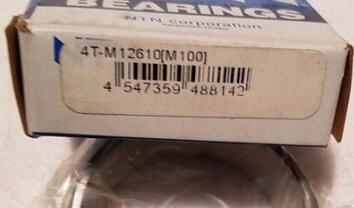 BEARINGS
NTN corporation
4T-M12610[M100]
4 547359 488142